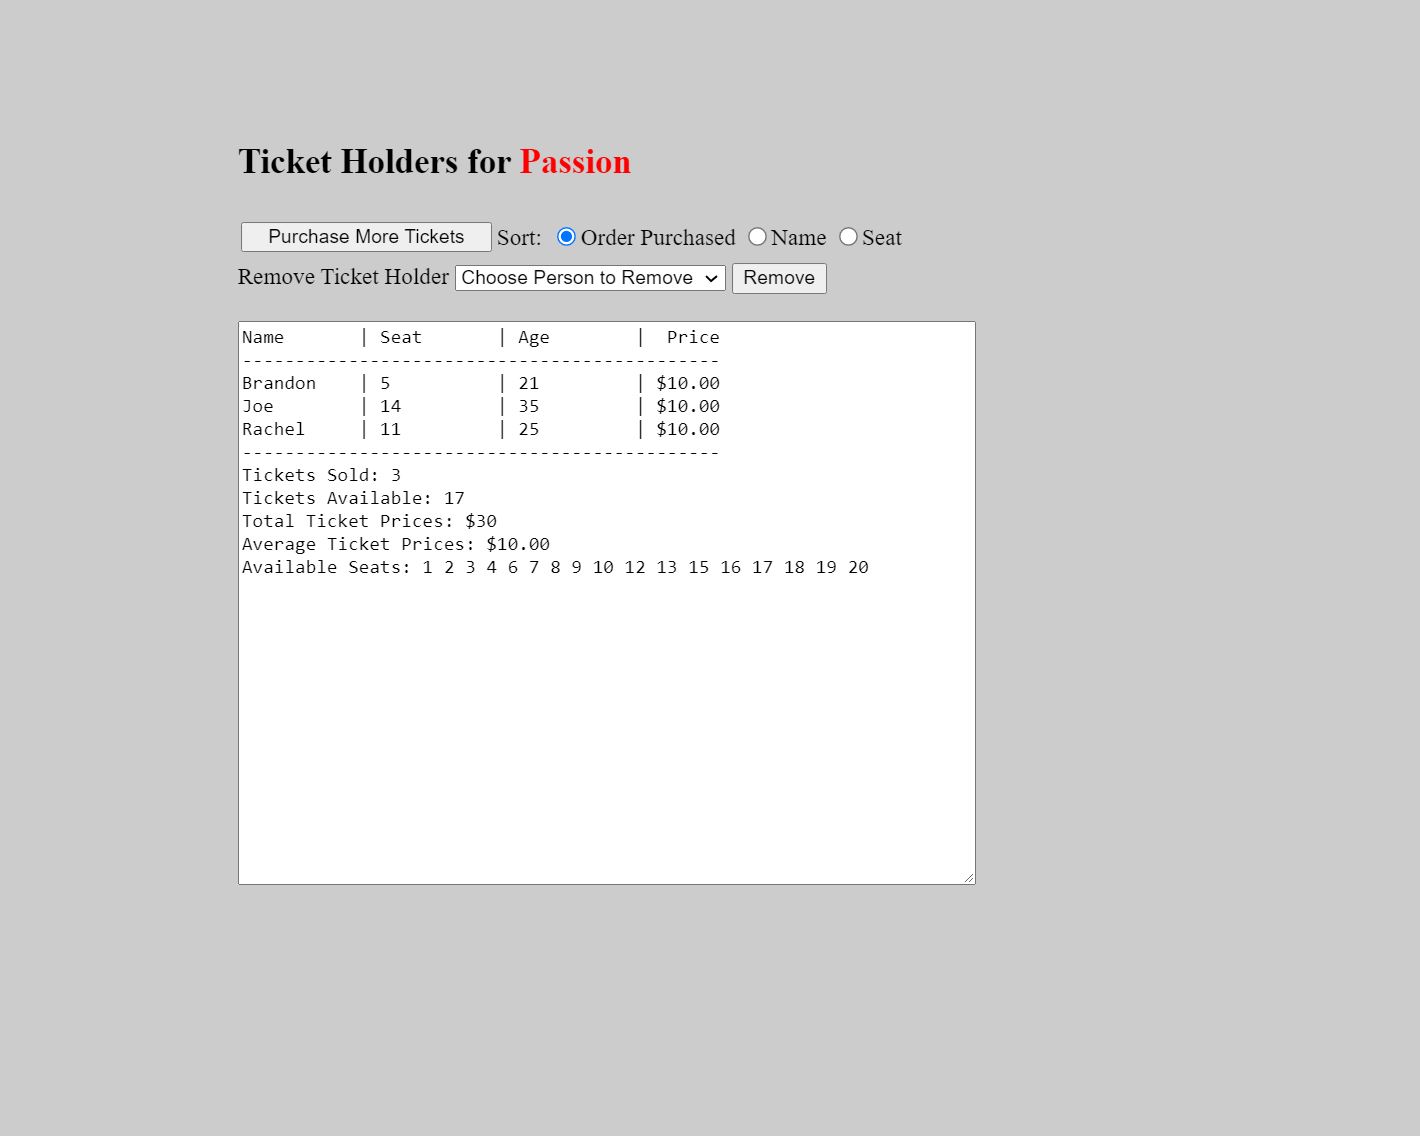 Ticket Holders for Passion
Purchase More Tickets Sort: Order Purchased Name Seat
Remove Ticket Holder Choose Person to Remove Remove
Name | Seat | Age | Price
---------------------------------------------
Brandon | 5 | 21 | $10.00
Joe | 14 | 35 | $10.00
Rachel | 11 | 25 | $10.00
---------------------------------------------
Tickets Sold: 3
Tickets Available: 17
Total Ticket Prices: $30
Average Ticket Prices: $10.00
Available Seats: 1 2 3 4 6 7 8 9 10 12 13 15 16 17 18 19 20